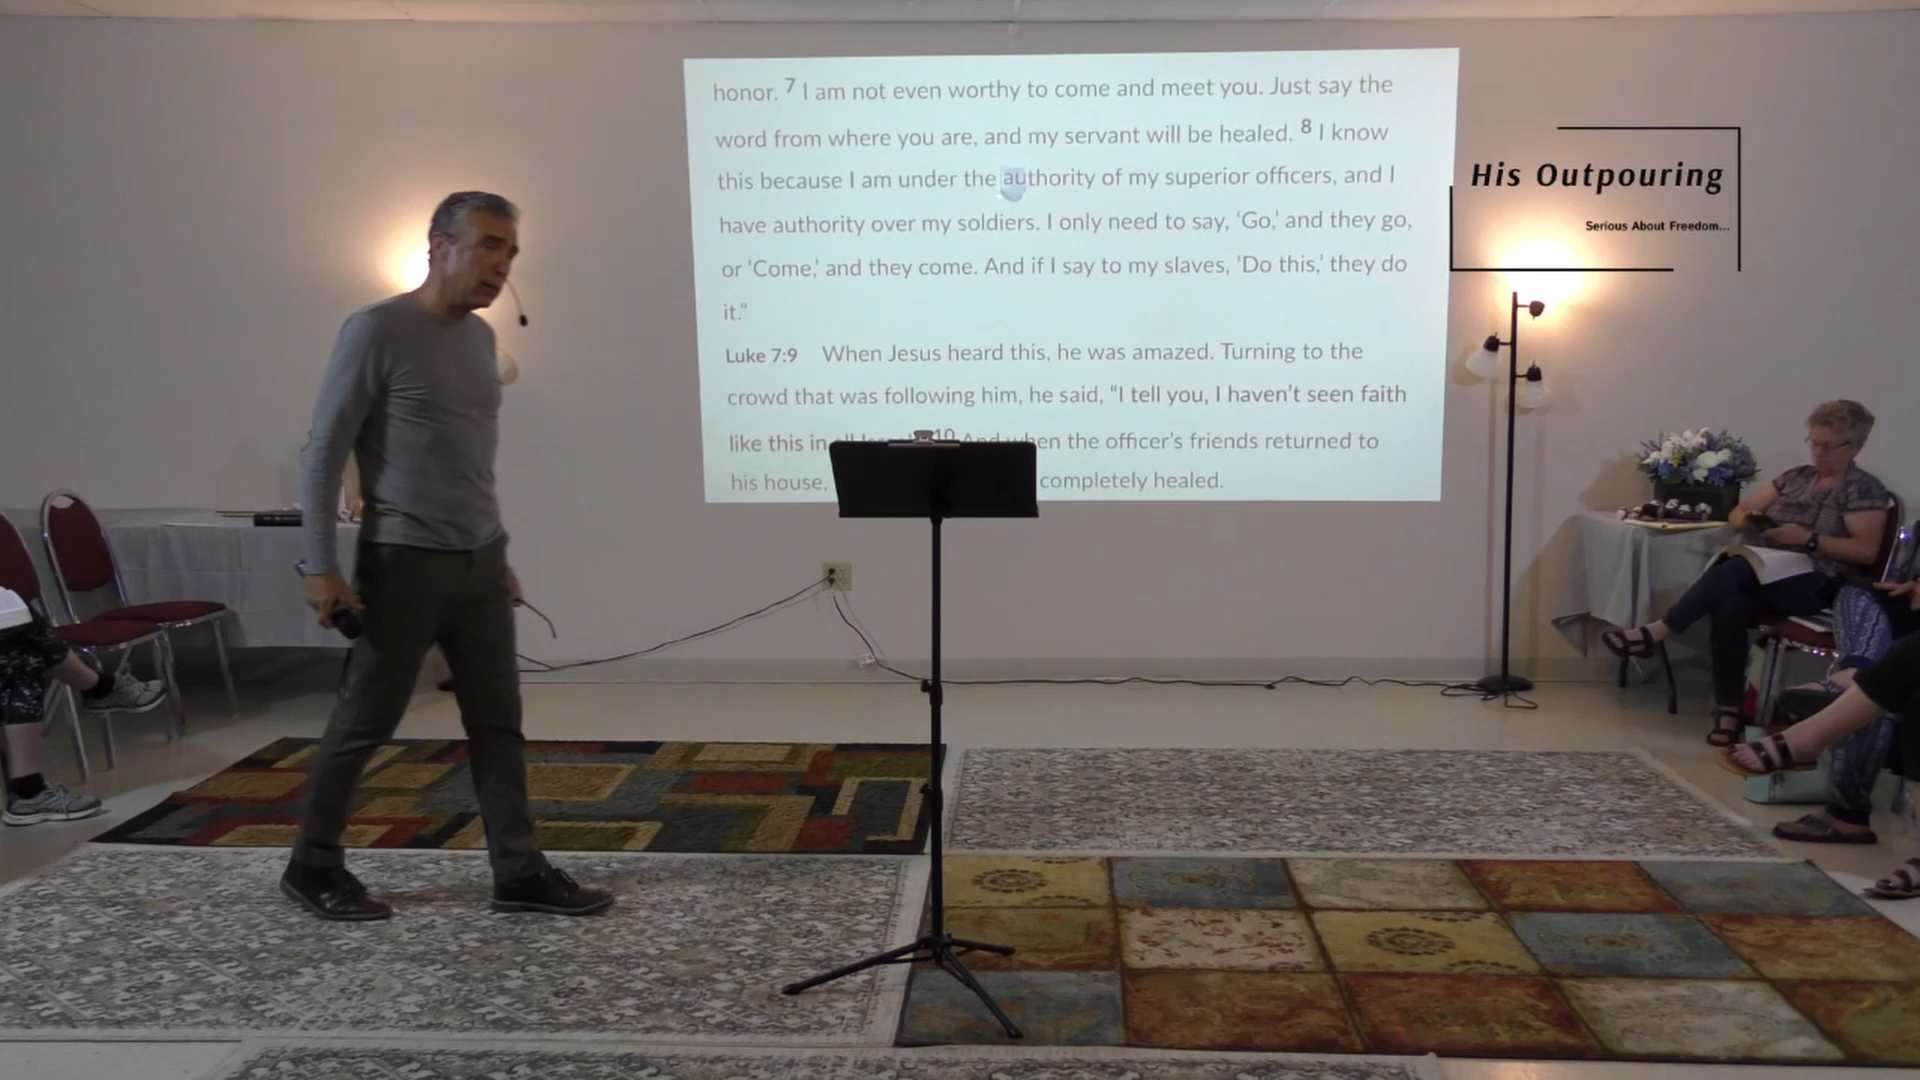 honor. 7 I am not even worthy to come and meet you. Just say the
word from where you are, and my servant will be healed. 8 I know
this because I am under the authority of my superior officers, and I
have authority over my soldiers. I only need to say, ‘Go,’ and they go,
or ‘Come,’ and they come. And if I say to my slaves, ‘Do this,’ they do
it.”
Luke 7:9 When Jesus heard this, he was amazed. Turning to the
crowd that was following him, he said, “I tell you, I haven’t seen faith
like this in 10 And when the officer’s friends returned to
his house, completely healed.
His Outpouring
Serious About Freedom...